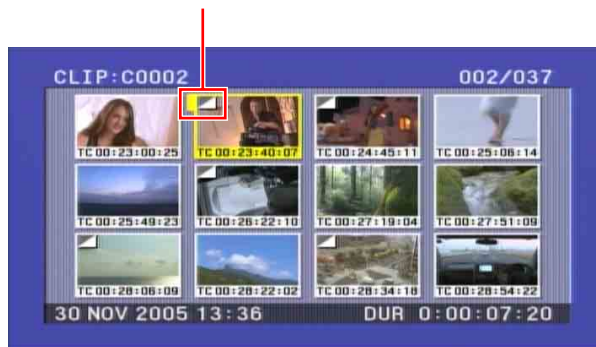 CLIP:C0002 002/037
TC 00:23:00:25 TC 00:23:40:07 TC 00:24:45:11 TC 00:25:06:14
TC 00:25:49:23 TC 00:26:22:10 TC 00:27:19:04 TC 00:27:51:09
TC 00:28:06:09 TC 00:28:22:02 TC 00:28:34:18 TC 00:28:54:22
30 NOV 2005 13:36 DUR 0:00:07:20